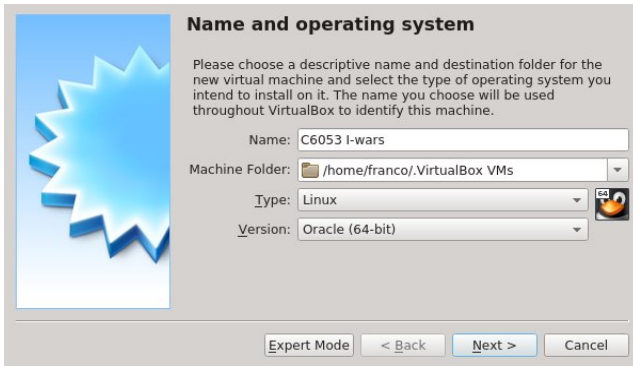 Name and operating system
Please choose a descriptive name and destination folder for the
new virtual machine and select the type of operating system you
intend to install on it. The name you choose will be used
throughout VirtualBox to identify this machine.
Name: C6053 I-wars
Machine Folder: /home/franco/.VirtualBox VMs
Type: Linux
64
Version: Oracle (64-bit)
Expert Mode < Back Next > Cancel